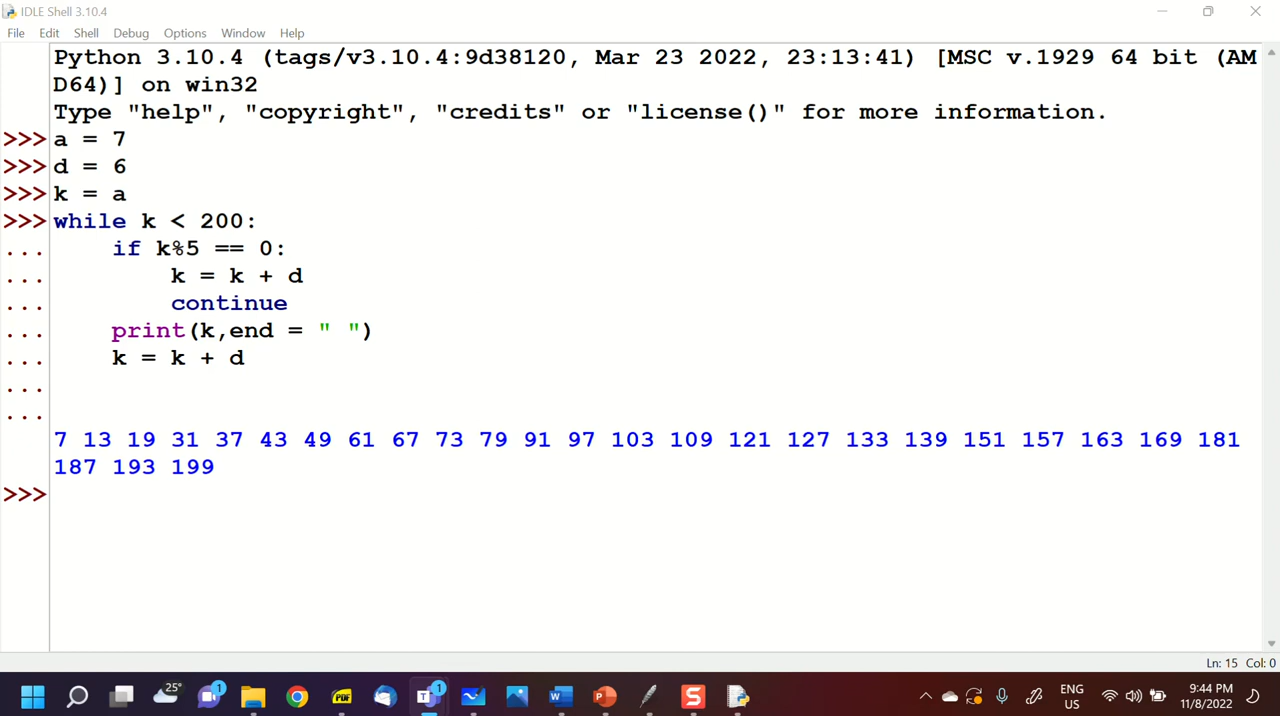 IDLE Shell 3.10.4
File Edit Shell Debug Options Window Help
Python 3.10.4 (tags/v3.10.4:9d38120, Mar 23 2022, 23:13:41) [MSC v.1929 64 bit (AM
D64)] on win32
Type "help", "copyright", "credits" or "license()" for more information.
>>> a = 7
>>> d = 6
>>> k = a
>>> while k < 200:
...     if k%5 == 0:
...         k = k + d
...         continue
...     print(k,end = " ")
...     k = k + d
...
...
7 13 19 31 37 43 49 61 67 73 79 91 97 103 109 121 127 133 139 151 157 163 169 181
187 193 199
>>>
Ln: 15 Col: 0
25° 1 PDF T 1 W P S ENG 9:44 PM
US 11/8/2022